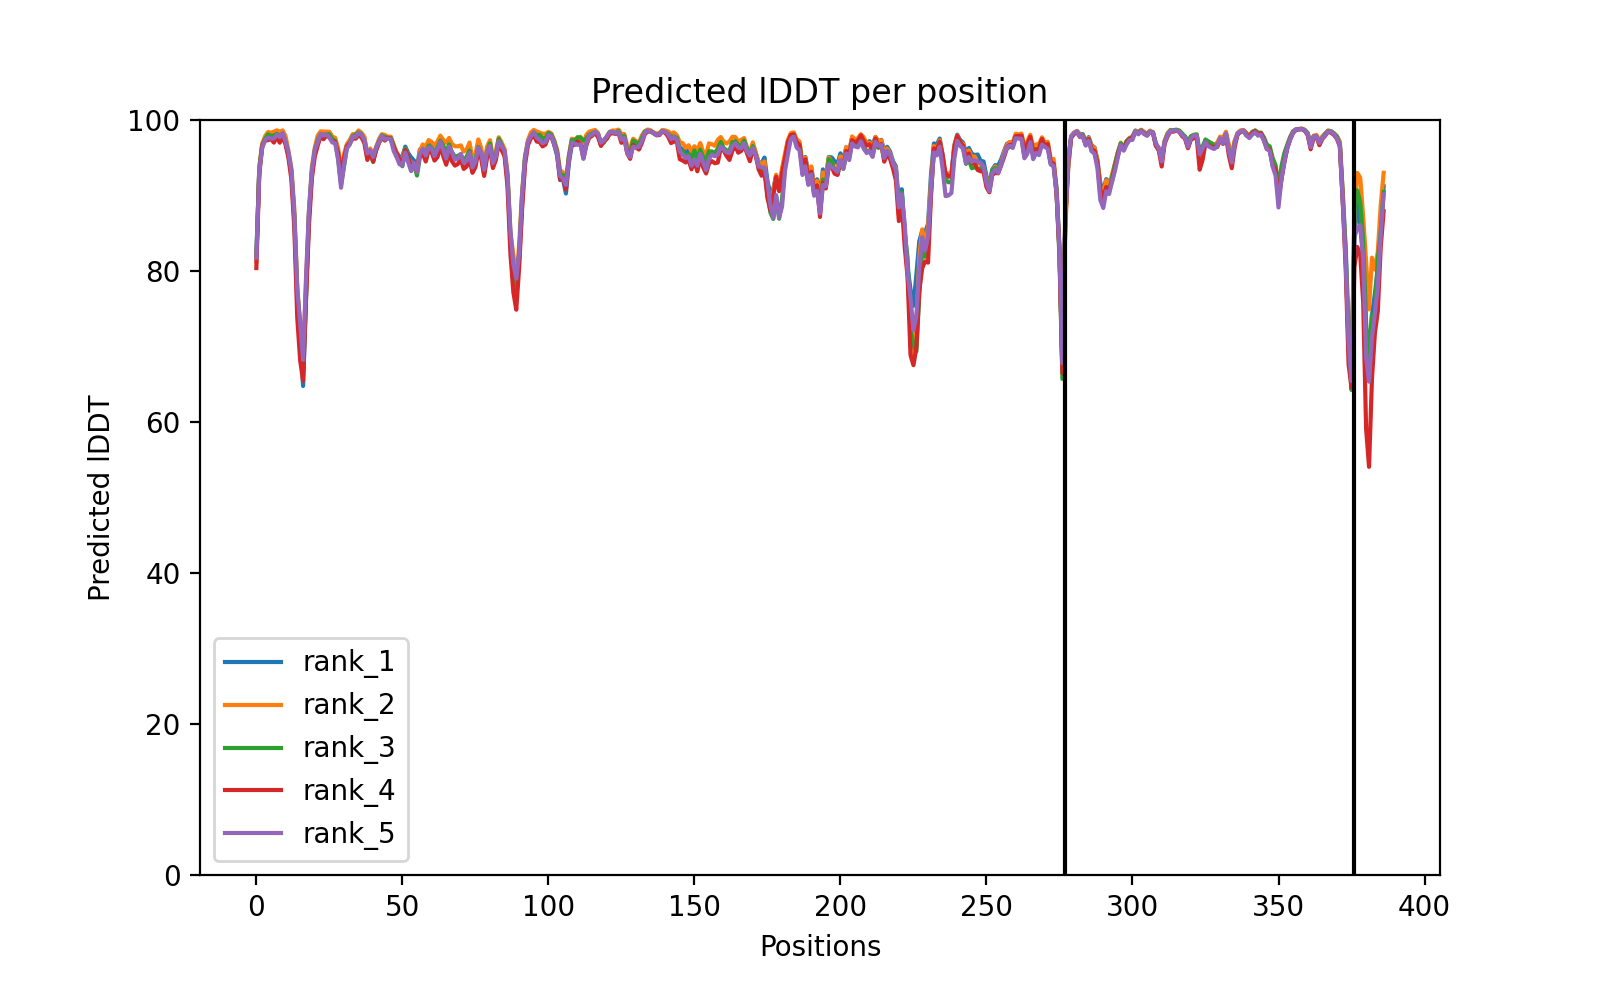 Predicted lDDT per position
100
80
60
40
20
0
Predicted lDDT
rank_1
rank_2
rank_3
rank_4
rank_5
0 50 100 150 200 250 300 350 400
Positions